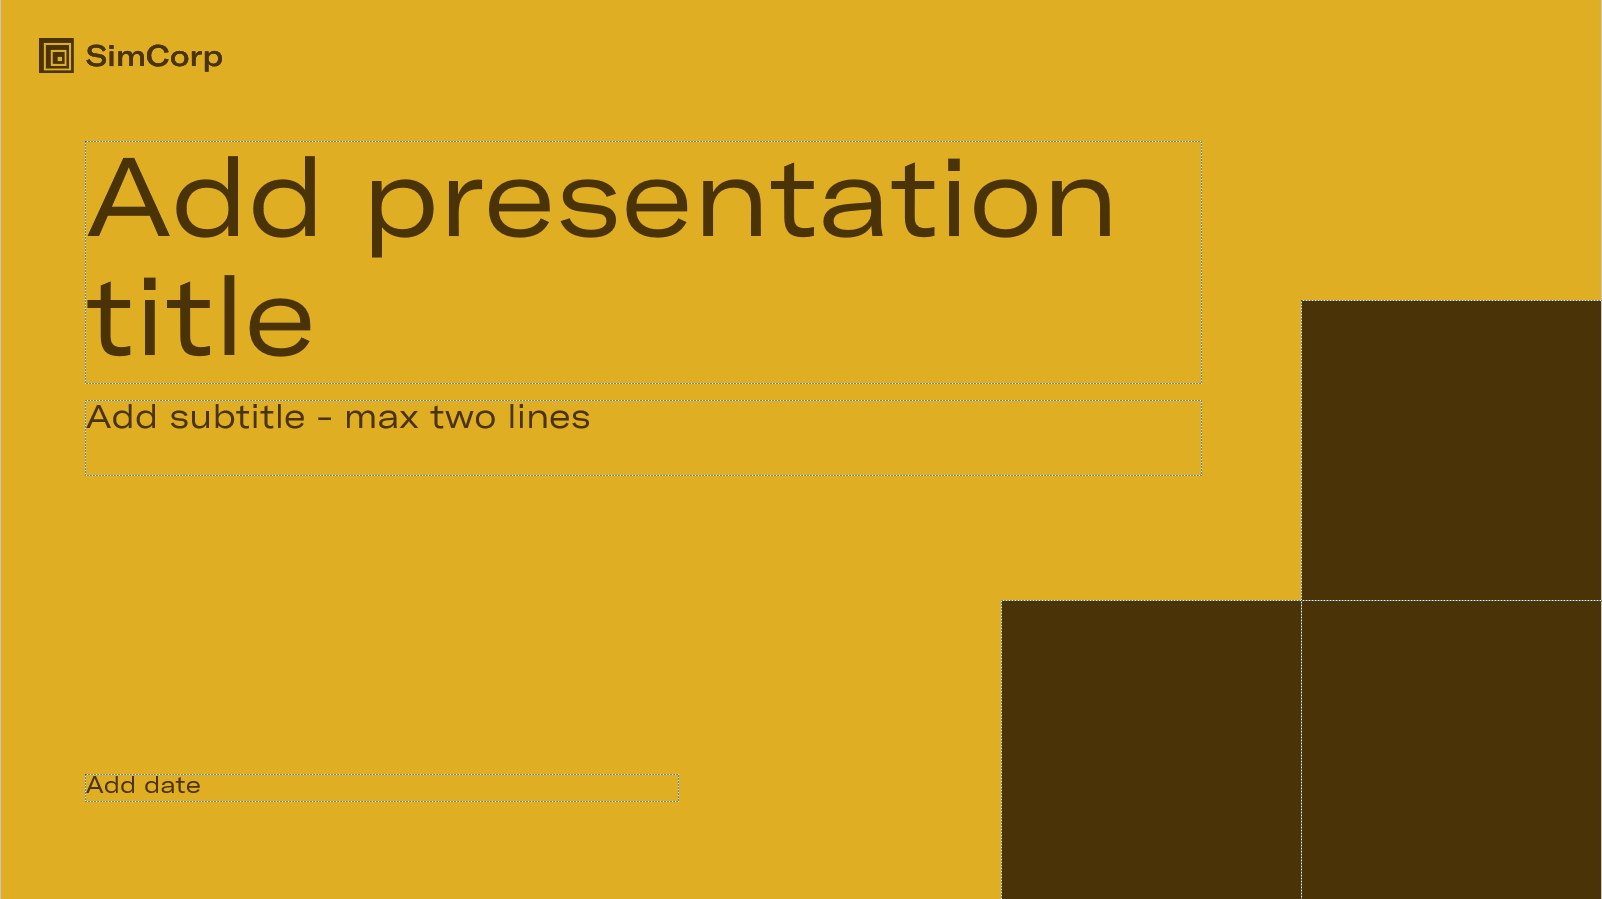 SimCorp
Add presentation
title
Add subtitle - max two lines
Add date